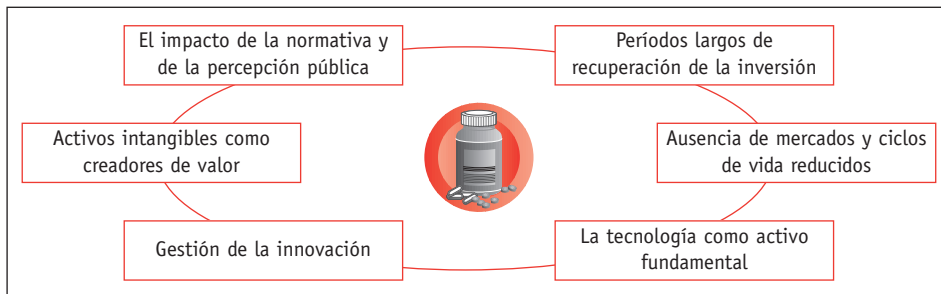 El impacto de la normativa y
de la percepción pública
Períodos largos de
recuperación de la inversión
Activos intangibles como
creadores de valor
Ausencia de mercados y ciclos
de vida reducidos
Gestión de la innovación
La tecnología como activo
fundamental